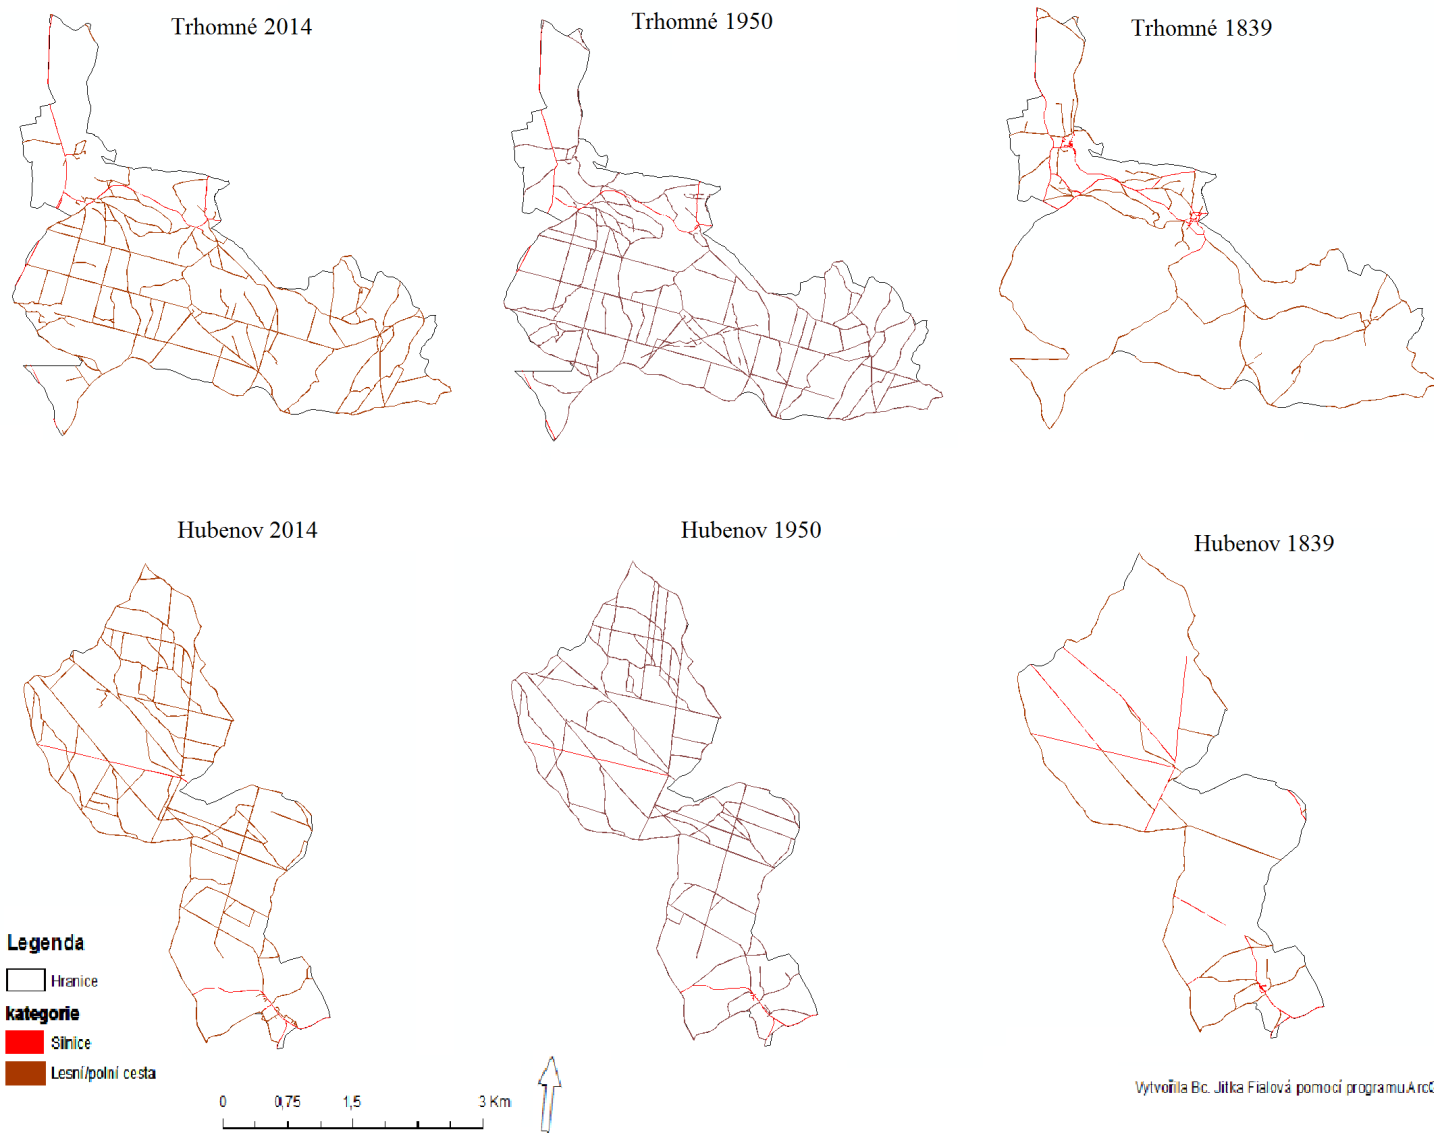 Trhomné 2014
Trhomné 1950
Trhomné 1839
Hubenov 2014
Hubenov 1950
Hubenov 1839
Legenda
Hranice
kategorie
Silnice
Lesní/polní cesta
0 0,75 1,5 3 Km
Vytvořila Bc. Jitka Fialová pomocí programu ArcG